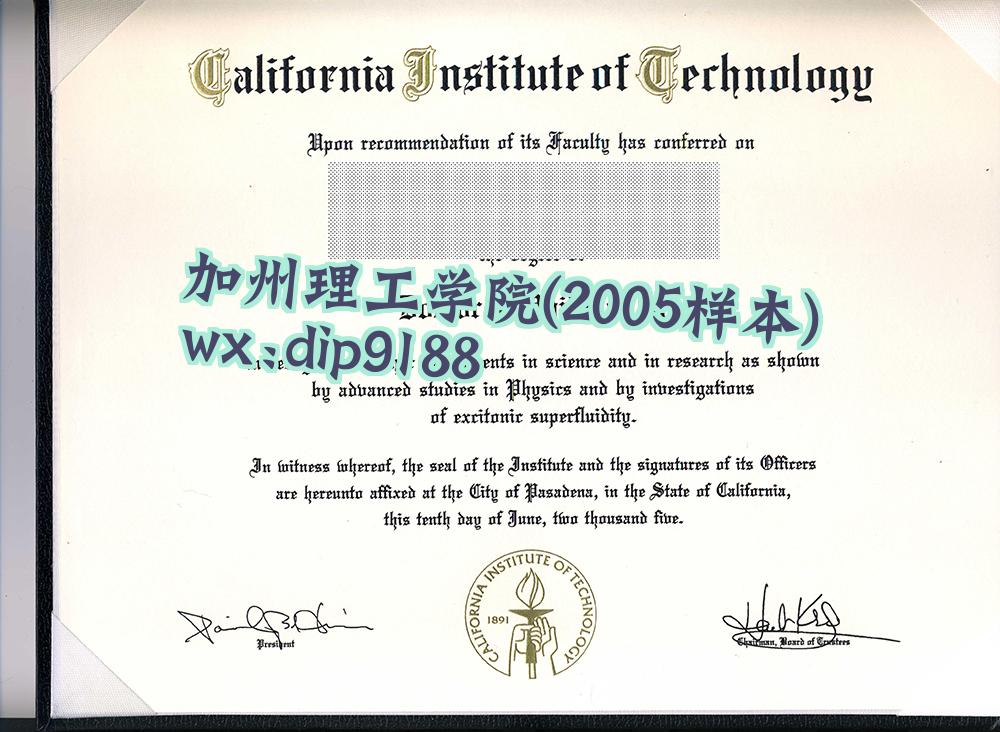 California Institute of Technology
Upon recommendation of its Faculty has conferred on
加州理工学院(2005样本)
wx:dip9188
in science and in research as shown
by advanced studies in Physics and by investigations
of excitonic superfluidity.
In witness whereof, the seal of the Institute and the signatures of its Officers
are hereunto affixed at the City of Pasadena, in the State of California,
this tenth day of June, two thousand five.
CALIFORNIA INSTITUTE OF TECHNOLOGY
1891
President
Chairman, Board of Trustees